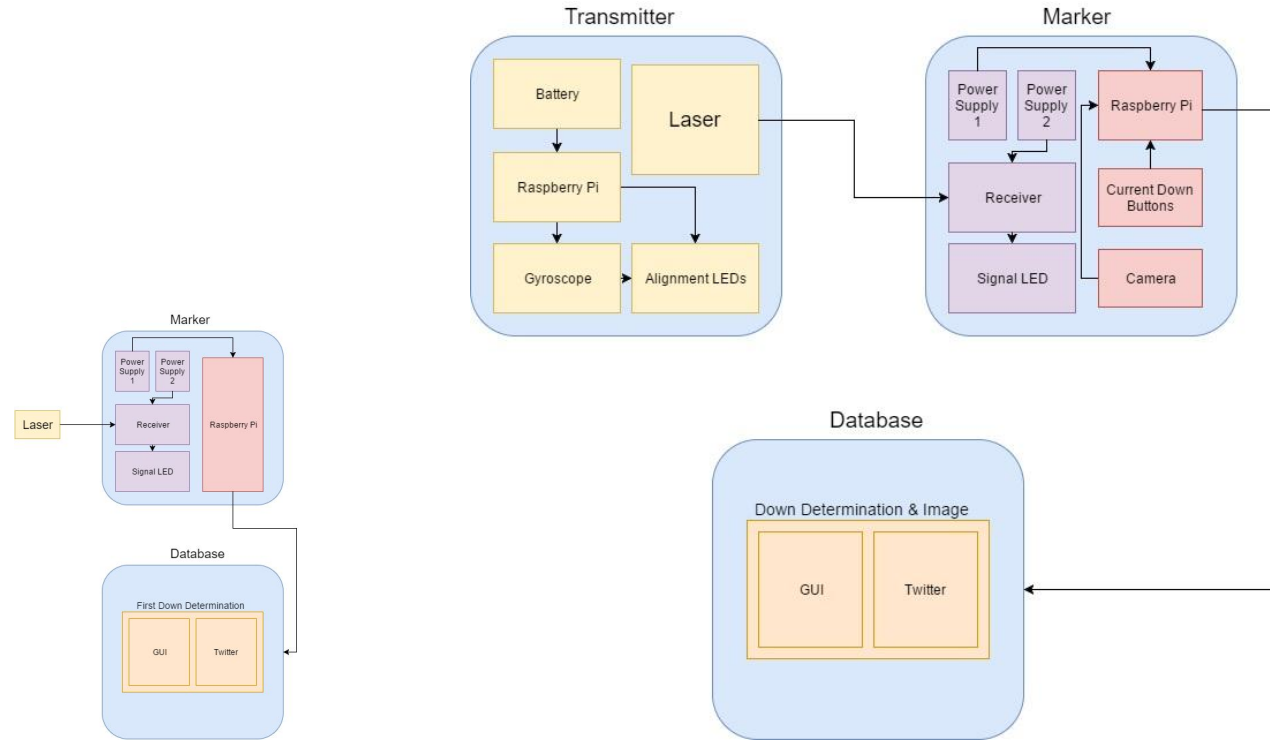 Marker
Power
Supply
1
Power
Supply
2
Laser
Receiver
Raspberry Pi
Signal LED
Database
First Down Determination
GUI
Twitter
Transmitter
Battery
Laser
Raspberry Pi
Gyroscope
Alignment LEDs
Marker
Power
Supply
1
Power
Supply
2
Raspberry Pi
Receiver
Current Down
Buttons
Signal LED
Camera
Database
Down Determination & Image
GUI
Twitter